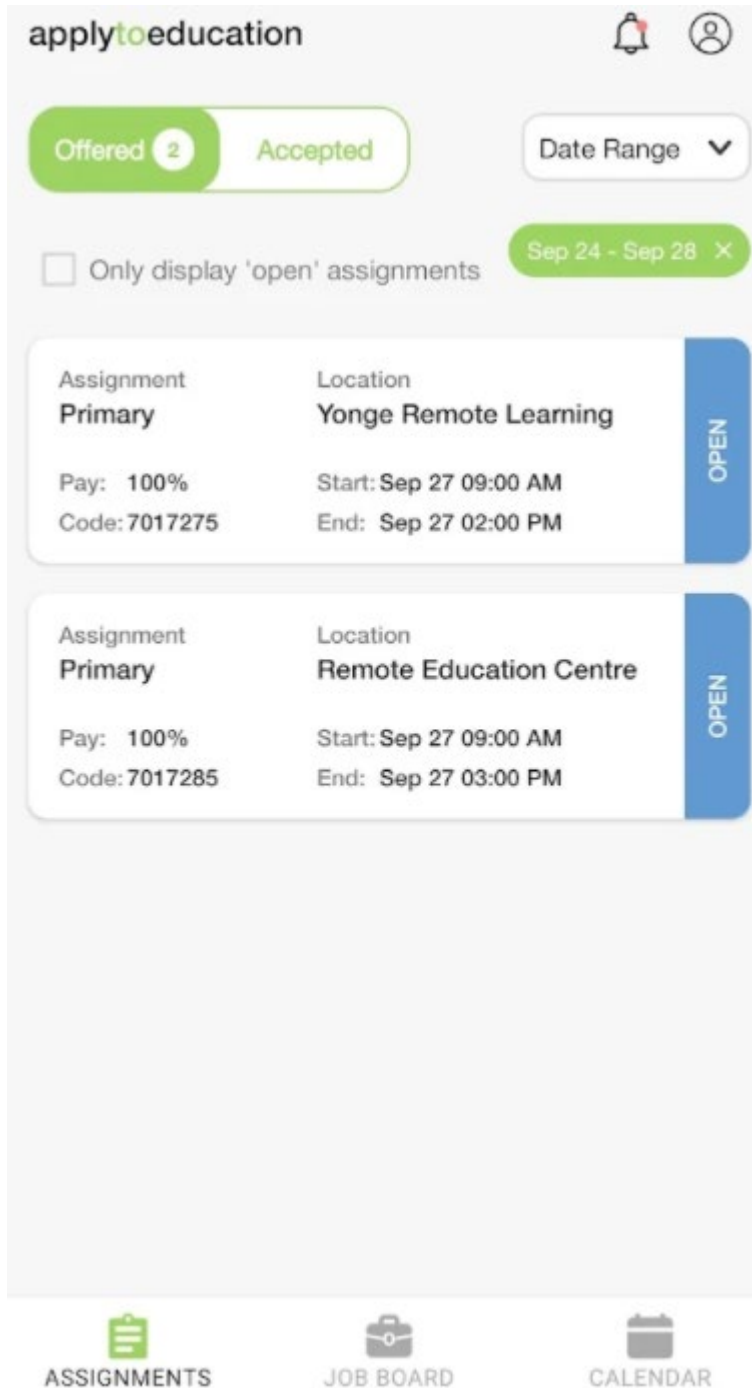 applytoeducation
Offered 2 Accepted Date Range
Only display 'open' assignments Sep 24 - Sep 28 ×
Assignment Location
Primary Yonge Remote Learning
Pay: 100% Start: Sep 27 09:00 AM
Code: 7017275 End: Sep 27 02:00 PM
OPEN
Assignment Location
Primary Remote Education Centre
Pay: 100% Start: Sep 27 09:00 AM
Code: 7017285 End: Sep 27 03:00 PM
OPEN
ASSIGNMENTS JOB BOARD CALENDAR